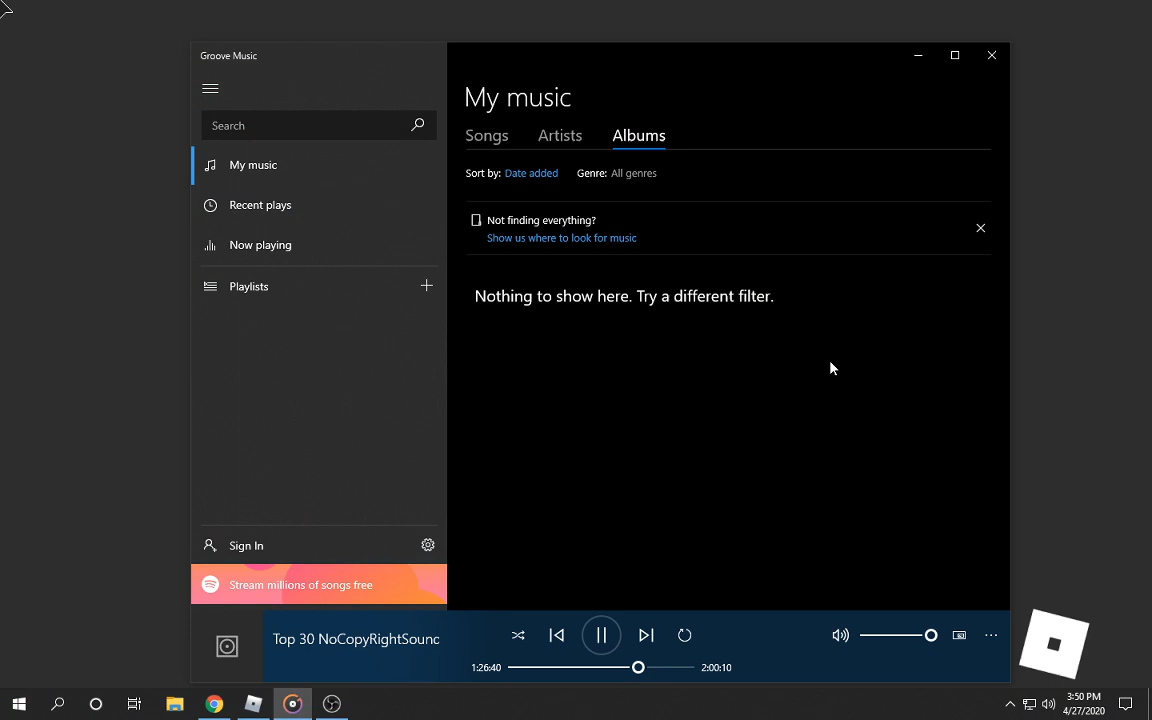 Groove Music
Search
My music
Recent plays
Now playing
Playlists
Sign In
Stream millions of songs free
My music
Songs Artists Albums
Sort by: Date added Genre: All genres
Not finding everything?
Show us where to look for music
Nothing to show here. Try a different filter.
Top 30 NoCopyRightSounc
1:26:40 2:00:10
3:50 PM
4/27/2020